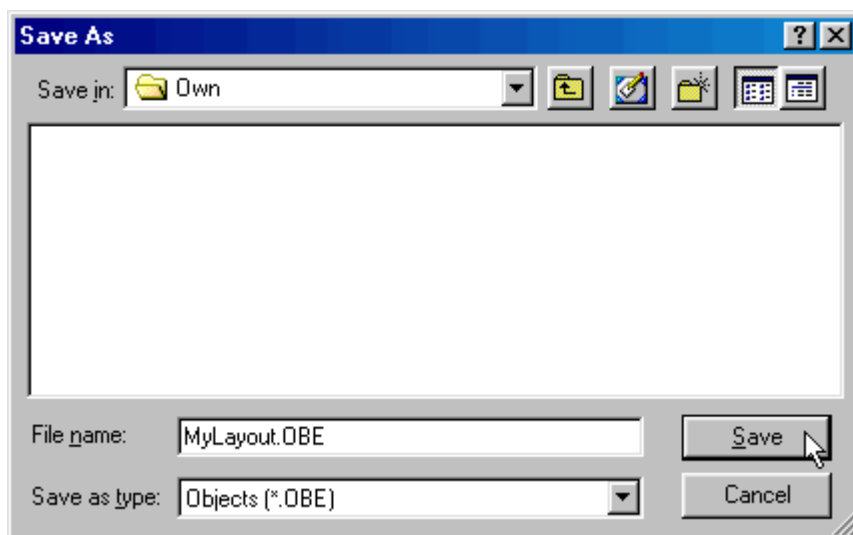 Save As
Save in: Own
File name: MyLayout.OBE Save
Save as type: Objects (*.OBE) Cancel